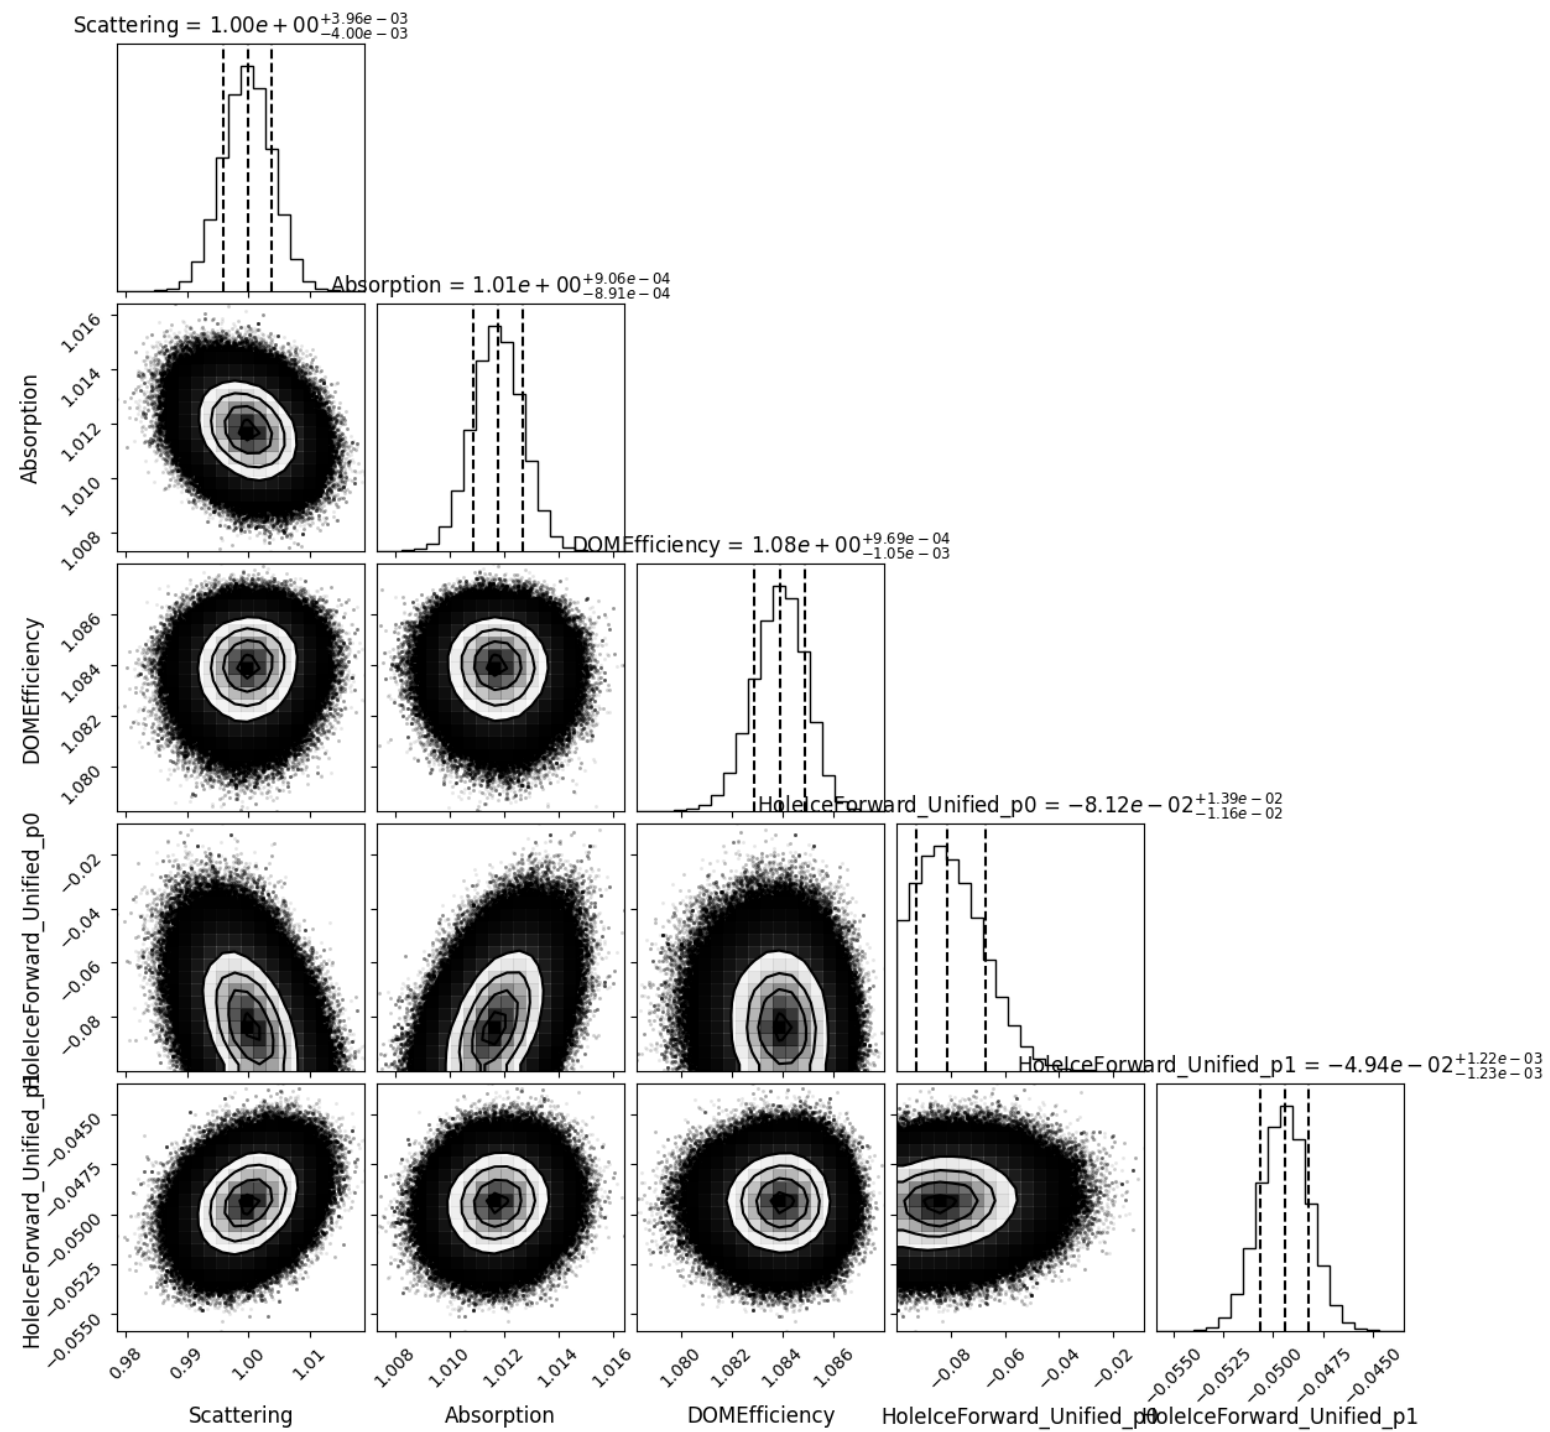 Scattering = 1.00e + 00 +3.96e − 03 −4.00e − 03
Absorption = 1.01e + 00 +9.06e − 04 −8.91e − 04
1.016
1.014
1.012
1.010
1.008
Absorption
DOMEfficiency = 1.08e + 00 +9.69e − 04 −1.05e − 03
1.086
1.084
1.082
1.080
DOMEfficiency
HoleIceForward_Unified_p0 = −8.12e − 02 +1.39e − 02 −1.16e − 02
−0.02
−0.04
−0.06
−0.08
HoleIceForward_Unified_p0
HoleIceForward_Unified_p1 = −4.94e − 02 +1.22e − 03 −1.23e − 03
−0.0450
−0.0475
−0.0500
−0.0525
−0.0550
HoleIceForward_Unified_p1
0.98 0.99 1.00 1.01
1.008 1.010 1.012 1.014 1.016
1.080 1.082 1.084 1.086
−0.08 −0.06 −0.04 −0.02
−0.0550 −0.0525 −0.0500 −0.0475 −0.0450
Scattering Absorption DOMEfficiency HoleIceForward_Unified_p0 HoleIceForward_Unified_p1